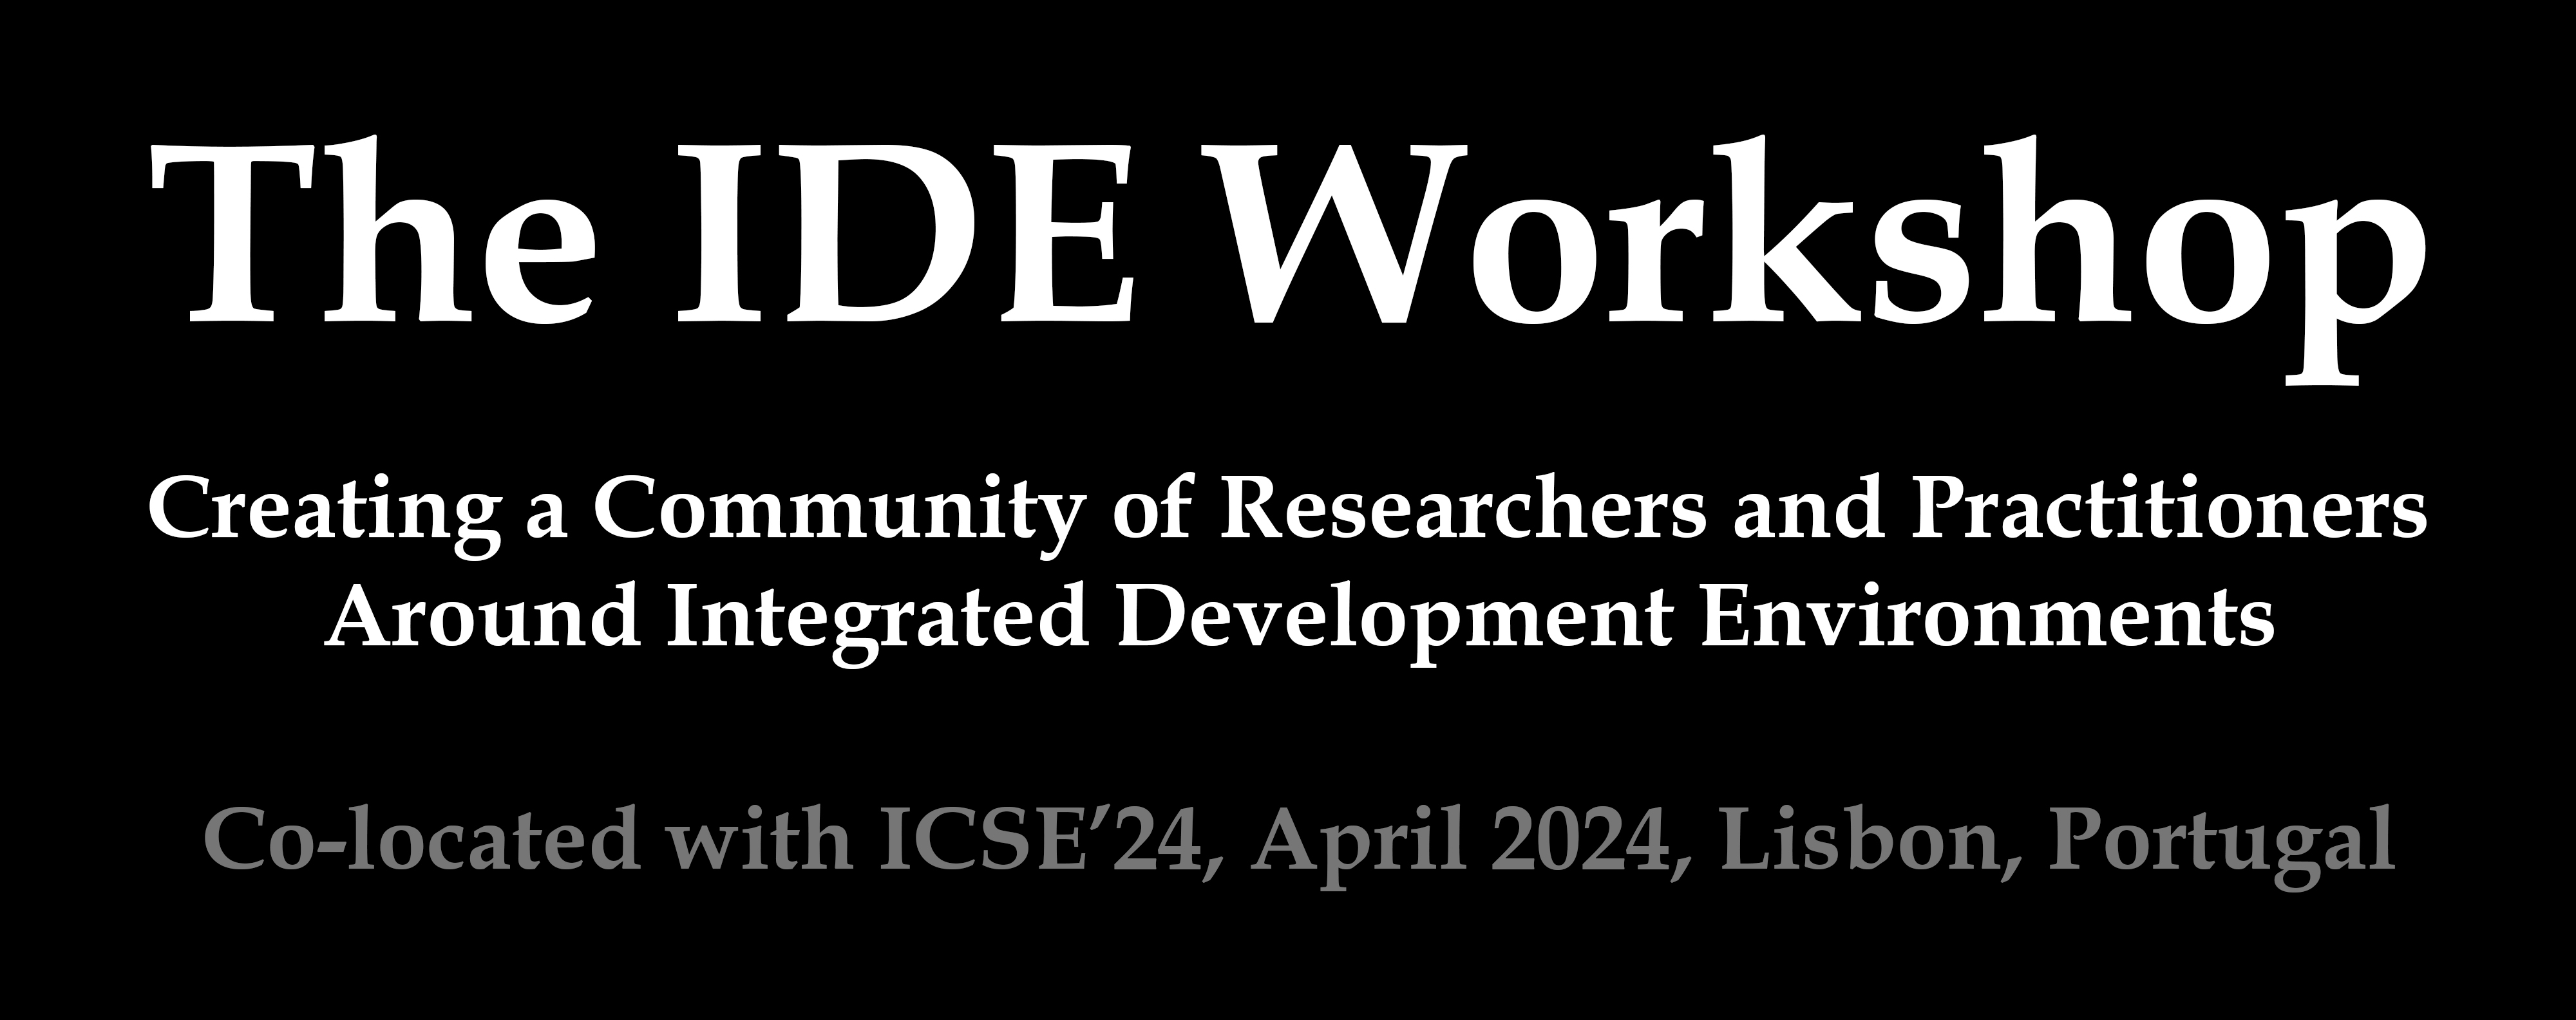 The IDE Workshop
Creating a Community of Researchers and Practitioners
Around Integrated Development Environments
Co-located with ICSE’24, April 2024, Lisbon, Portugal